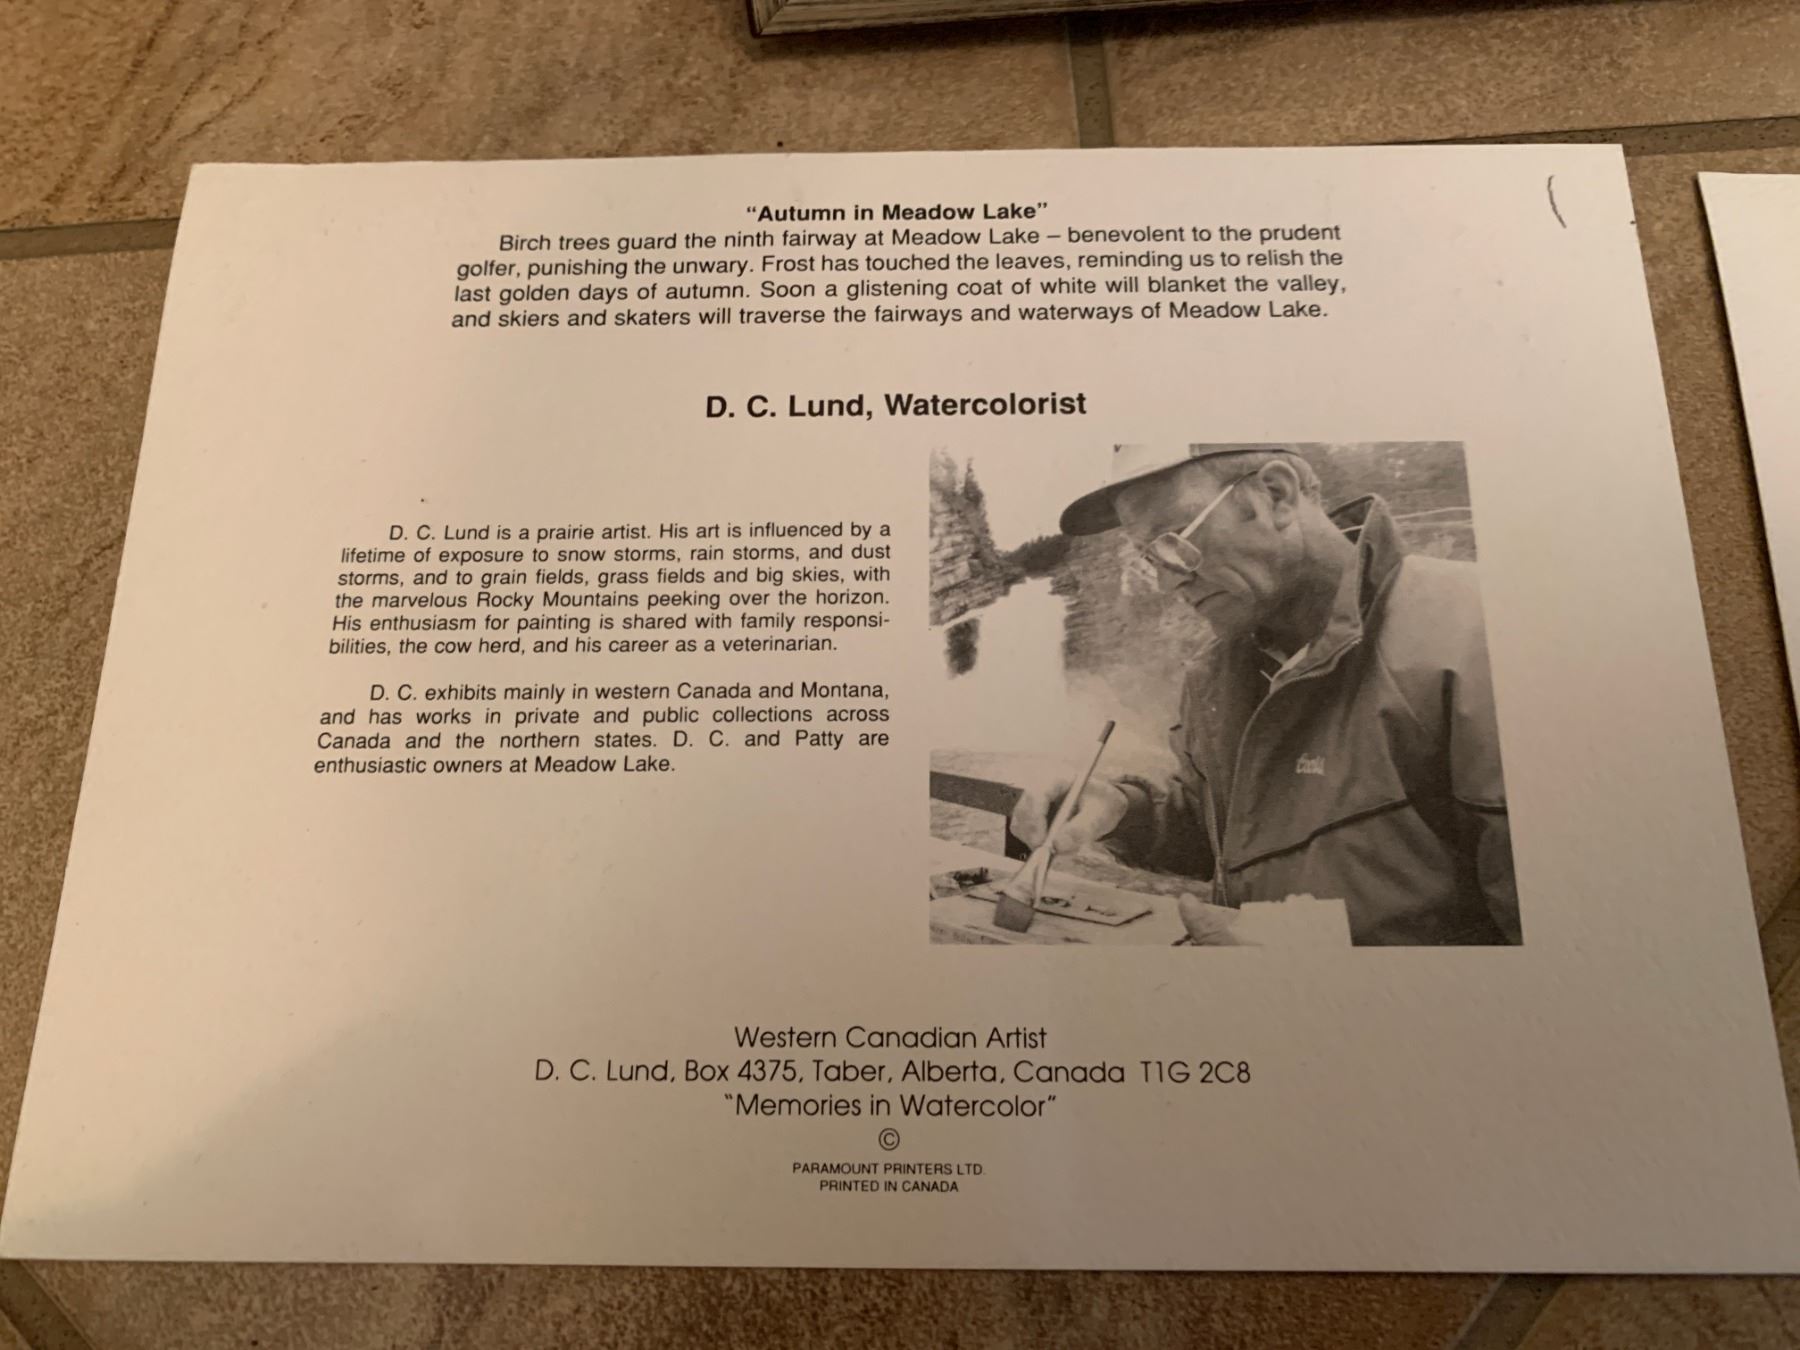 “Autumn in Meadow Lake”
Birch trees guard the ninth fairway at Meadow Lake – benevolent to the prudent
golfer, punishing the unwary. Frost has touched the leaves, reminding us to relish the
last golden days of autumn. Soon a glistening coat of white will blanket the valley,
and skiers and skaters will traverse the fairways and waterways of Meadow Lake.
D. C. Lund, Watercolorist
D. C. Lund is a prairie artist. His art is influenced by a
lifetime of exposure to snow storms, rain storms, and dust
storms, and to grain fields, grass fields and big skies, with
the marvelous Rocky Mountains peeking over the horizon.
His enthusiasm for painting is shared with family responsi-
bilities, the cow herd, and his career as a veterinarian.
D. C. exhibits mainly in western Canada and Montana,
and has works in private and public collections across
Canada and the northern states. D. C. and Patty are
enthusiastic owners at Meadow Lake.
Western Canadian Artist
D. C. Lund, Box 4375, Taber, Alberta, Canada T1G 2C8
“Memories in Watercolor”
©
PARAMOUNT PRINTERS LTD.
PRINTED IN CANADA